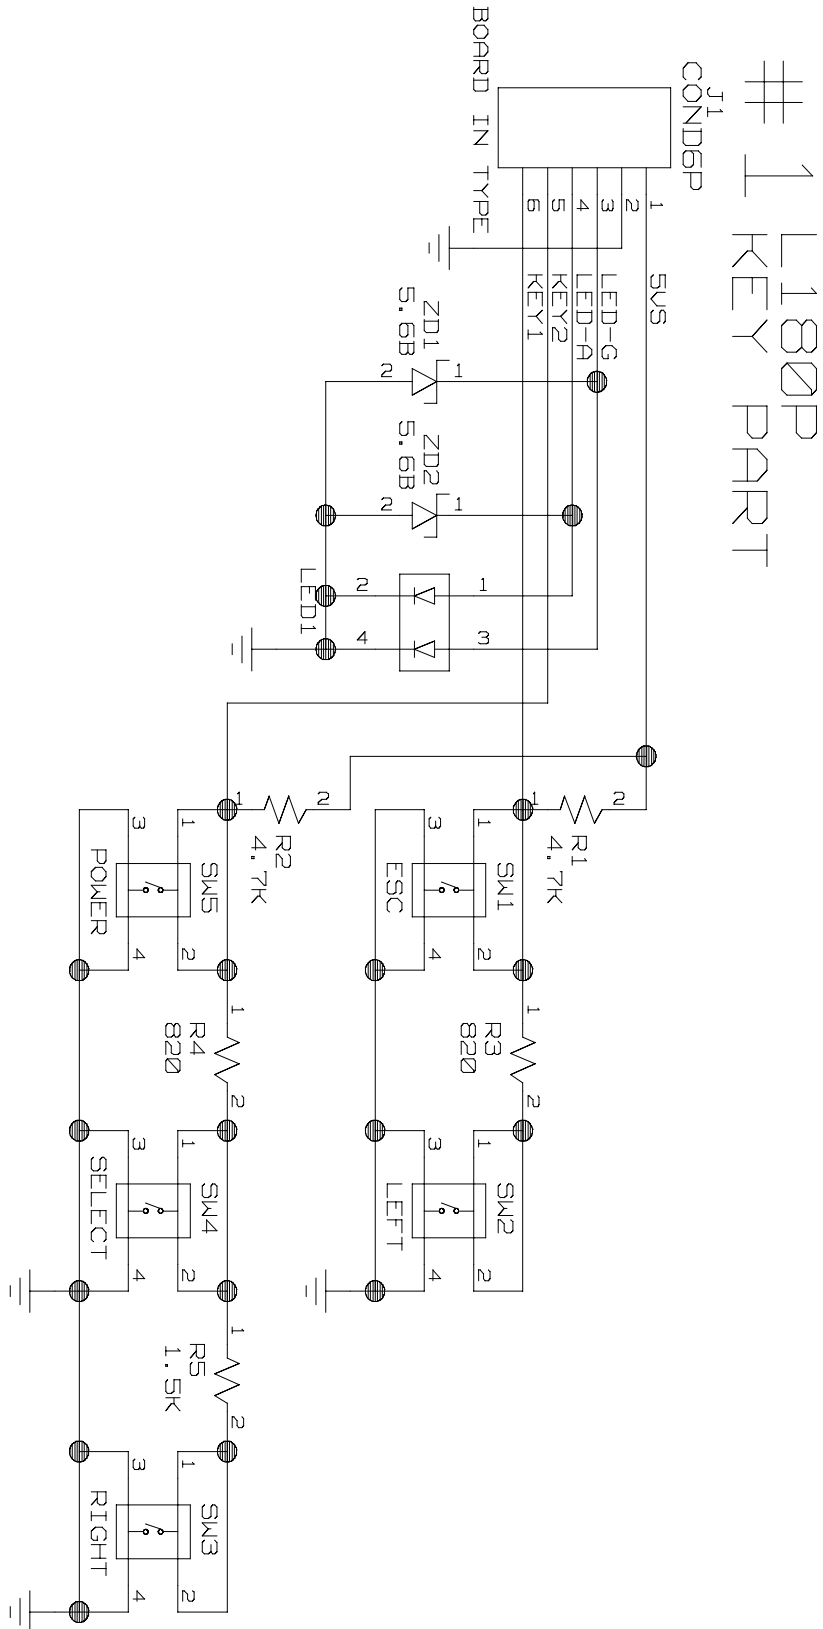 #1 L180P
KEY PART
J1
COND6P
BOARD IN TYPE
1
2
3
4
5
6
5VS
LED-G
LED-A
KEY2
KEY1
ZD1
5.6B
1
2
ZD2
5.6B
1
2
LED1
1
2
3
4
R1
4.7K
1
2
SW1
ESC
1
2
3
4
R3
820
1
2
SW2
LEFT
1
2
3
4
R2
4.7K
1
2
SW5
POWER
1
2
3
4
R4
820
1
2
SW4
SELECT
1
2
3
4
R5
1.5K
1
2
SW3
RIGHT
1
2
3
4